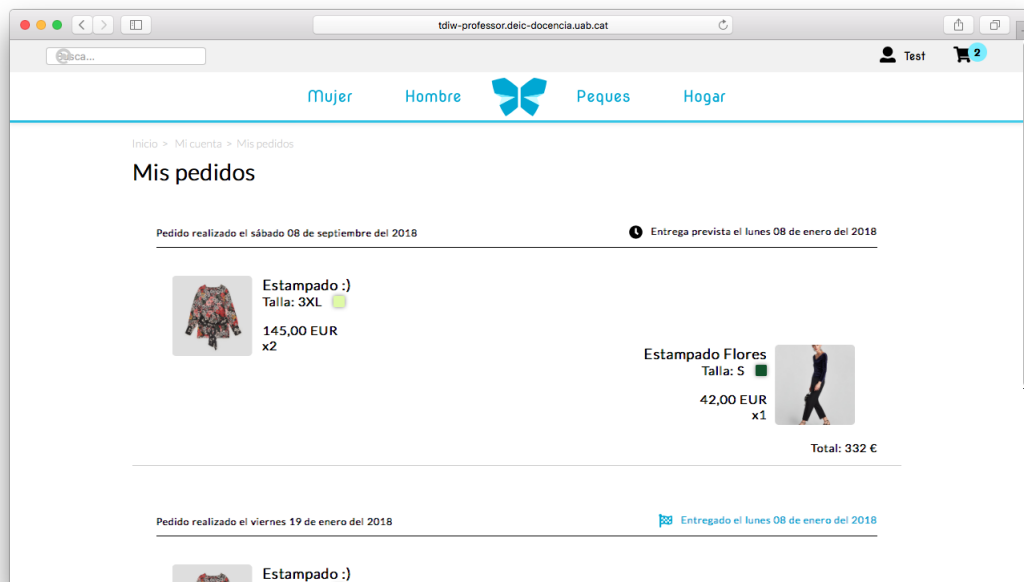 tdiw-professor.deic-docencia.uab.cat
Busca...
Test
2
Mujer
Hombre
Peques
Hogar
Inicio > Mi cuenta > Mis pedidos
Mis pedidos
Pedido realizado el sábado 08 de septiembre del 2018
Entrega prevista el lunes 08 de enero del 2018
Estampado :)
Talla: 3XL
145,00 EUR
x2
Estampado Flores
Talla: S
42,00 EUR
x1
Total: 332 €
Pedido realizado el viernes 19 de enero del 2018
Entregado el lunes 08 de enero del 2018
Estampado :)